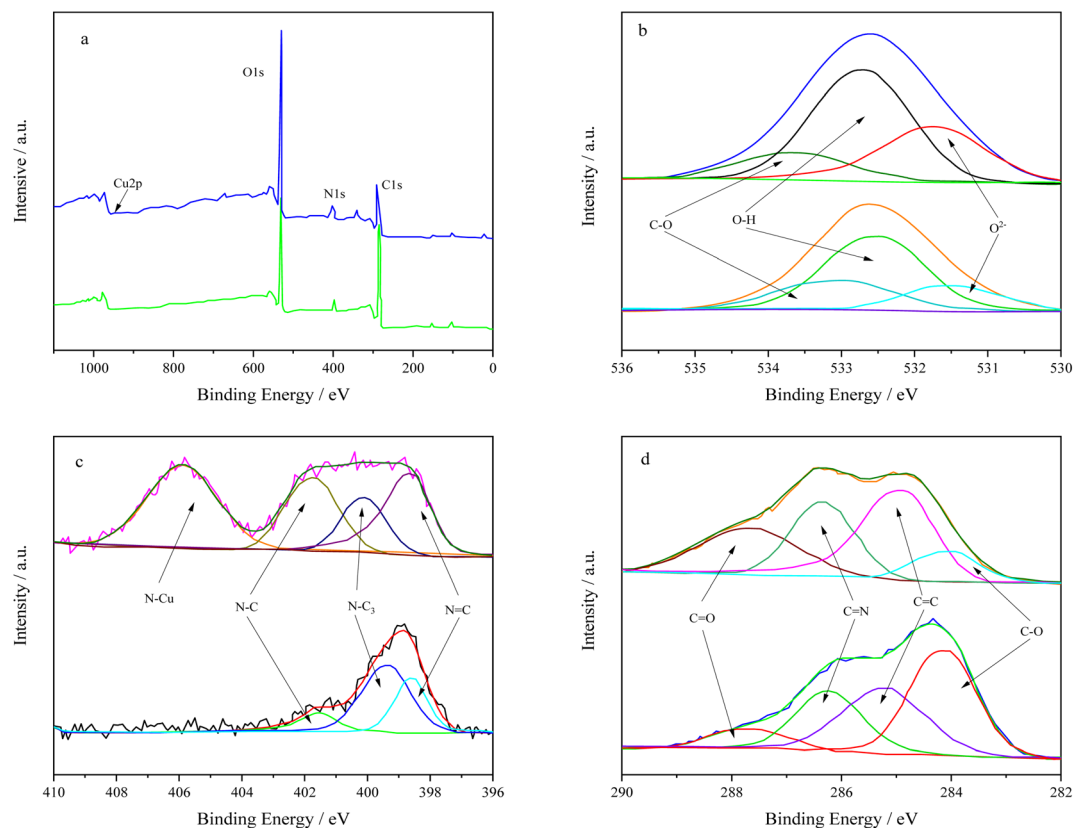 a
O1s
Cu2p
N1s
C1s
Intensive / a.u.
1000 800 600 400 200 0
Binding Energy / eV
b
C-O
O-H
O2-
Intensity / a.u.
536 535 534 533 532 531 530
Binding Energy / eV
c
N-Cu
N-C
N-C3
N=C
Intensity / a.u.
410 408 406 404 402 400 398 396
Binding Energy / eV
d
C=O
C=N
C=C
C-O
Intensity / a.u.
290 288 286 284 282
Binding Energy / eV